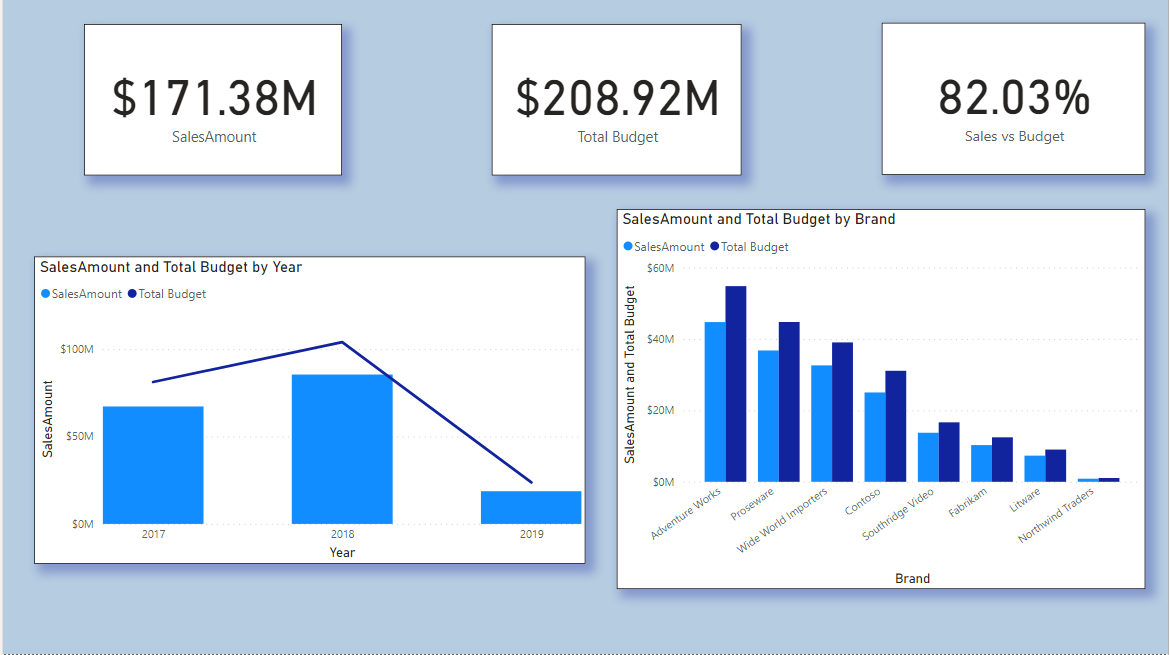 $171.38M
SalesAmount
$208.92M
Total Budget
82.03%
Sales vs Budget
SalesAmount and Total Budget by Year
SalesAmount Total Budget
SalesAmount
$100M
$50M
$0M
2017 2018 2019
Year
SalesAmount and Total Budget by Brand
SalesAmount Total Budget
SalesAmount and Total Budget
$60M
$40M
$20M
$0M
Adventure Works
Proseware
Wide World Importers
Contoso
Southridge Video
Fabrikam
Litware
Northwind Traders
Brand